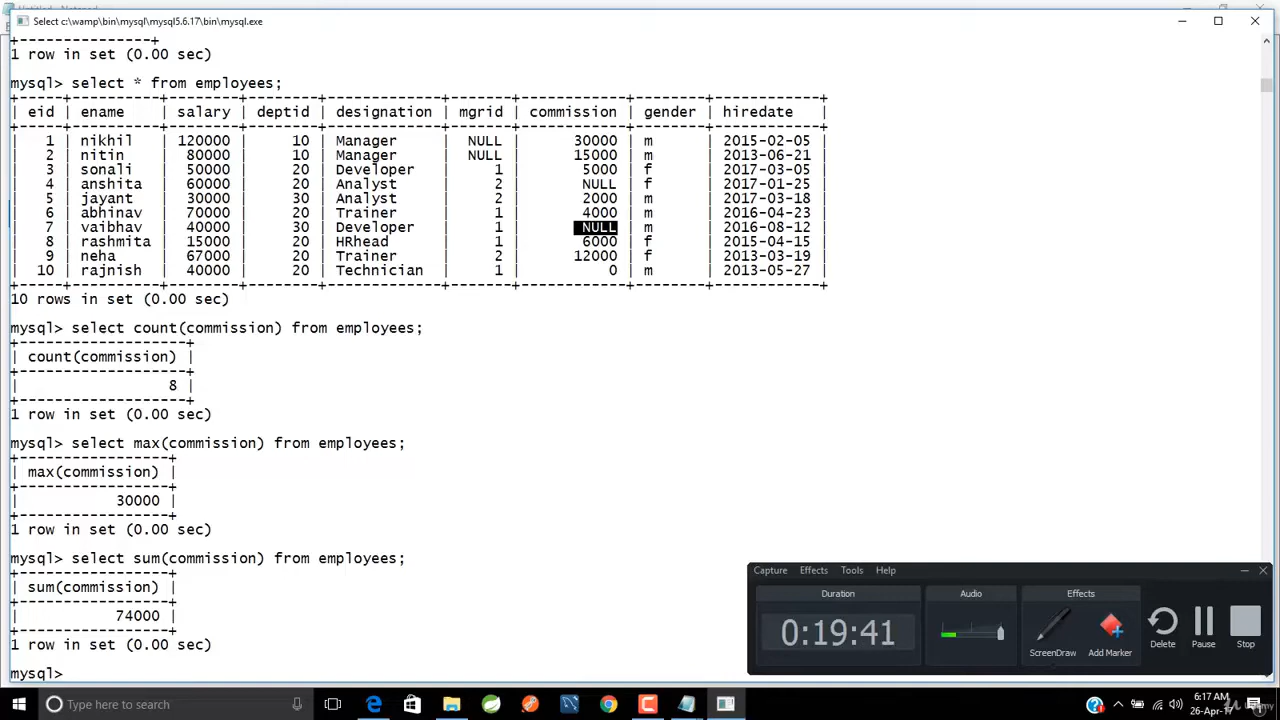 Select c:\wamp\bin\mysql\mysql5.6.17\bin\mysql.exe
+---------------+
1 row in set (0.00 sec)
mysql> select * from employees;
+-----+----------+--------+--------+-------------+-------+------------+--------+------------+
| eid | ename | salary | deptid | designation | mgrid | commission | gender | hiredate |
+-----+----------+--------+--------+-------------+-------+------------+--------+------------+
| 1 | nikhil | 120000 | 10 | Manager | NULL | 30000 | m | 2015-02-05 |
| 2 | nitin | 80000 | 10 | Manager | NULL | 15000 | m | 2013-06-21 |
| 3 | sonali | 50000 | 20 | Developer | 1 | 5000 | f | 2017-03-05 |
| 4 | anshita | 60000 | 20 | Analyst | 2 | NULL | f | 2017-01-25 |
| 5 | jayant | 30000 | 30 | Analyst | 2 | 2000 | m | 2017-03-18 |
| 6 | abhinav | 70000 | 20 | Trainer | 1 | 4000 | m | 2016-04-23 |
| 7 | vaibhav | 40000 | 30 | Developer | 1 | NULL | m | 2016-08-12 |
| 8 | rashmita | 15000 | 20 | HRhead | 1 | 6000 | f | 2015-04-15 |
| 9 | neha | 67000 | 20 | Trainer | 2 | 12000 | f | 2013-03-19 |
| 10 | rajnish | 40000 | 20 | Technician | 1 | 0 | m | 2013-05-27 |
+-----+----------+--------+--------+-------------+-------+------------+--------+------------+
10 rows in set (0.00 sec)
mysql> select count(commission) from employees;
+-------------------+
| count(commission) |
+-------------------+
| 8 |
+-------------------+
1 row in set (0.00 sec)
mysql> select max(commission) from employees;
+-----------------+
| max(commission) |
+-----------------+
| 30000 |
+-----------------+
1 row in set (0.00 sec)
mysql> select sum(commission) from employees;
+-----------------+
| sum(commission) |
+-----------------+
| 74000 |
+-----------------+
1 row in set (0.00 sec)
mysql>
Capture Effects Tools Help
Duration Audio Effects
0:19:41
ScreenDraw Add Marker Delete Pause Stop
Type here to search
6:17 AM
26-Apr-17